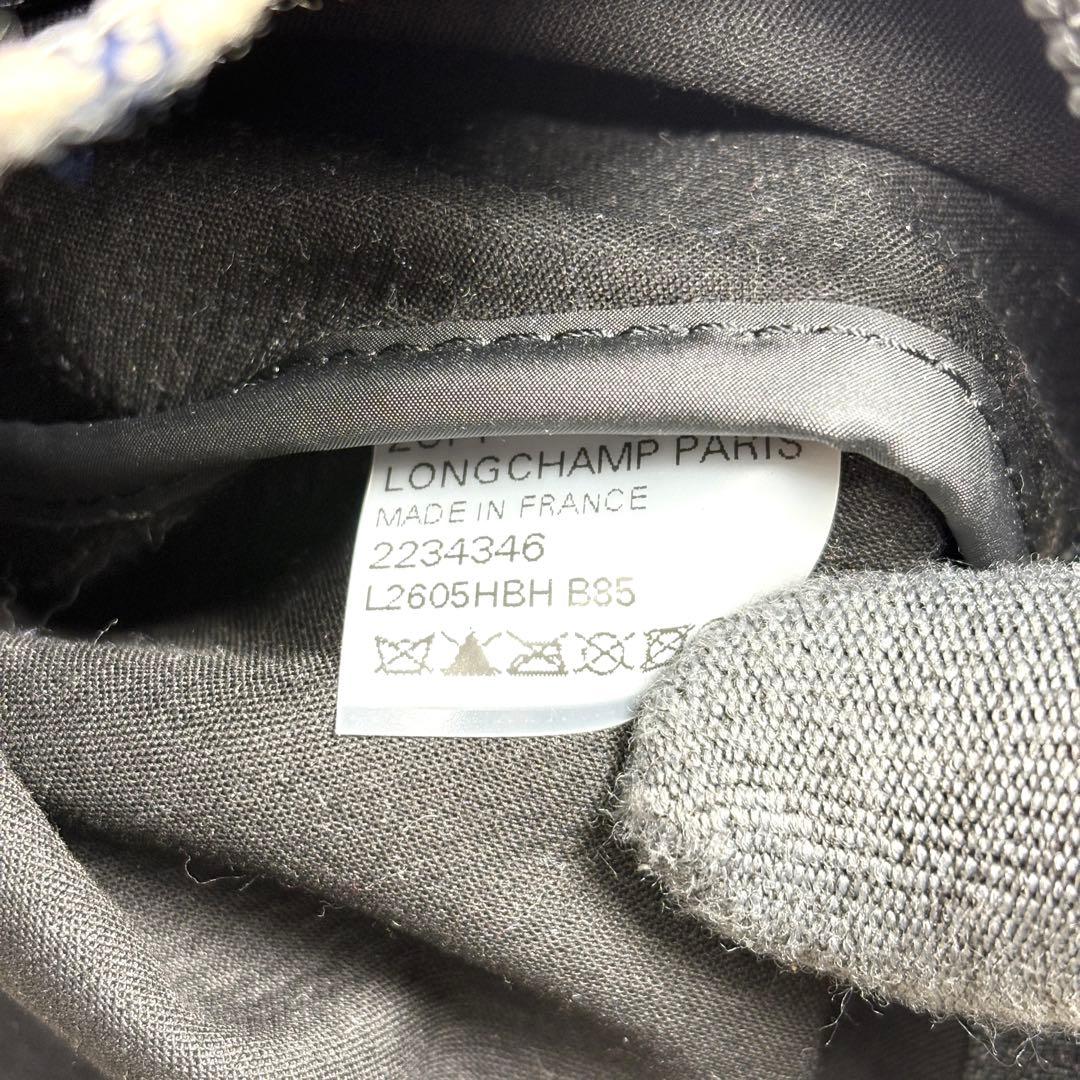 LONGCHAMP PARIS
MADE IN FRANCE
2234346
L2605HBH B85